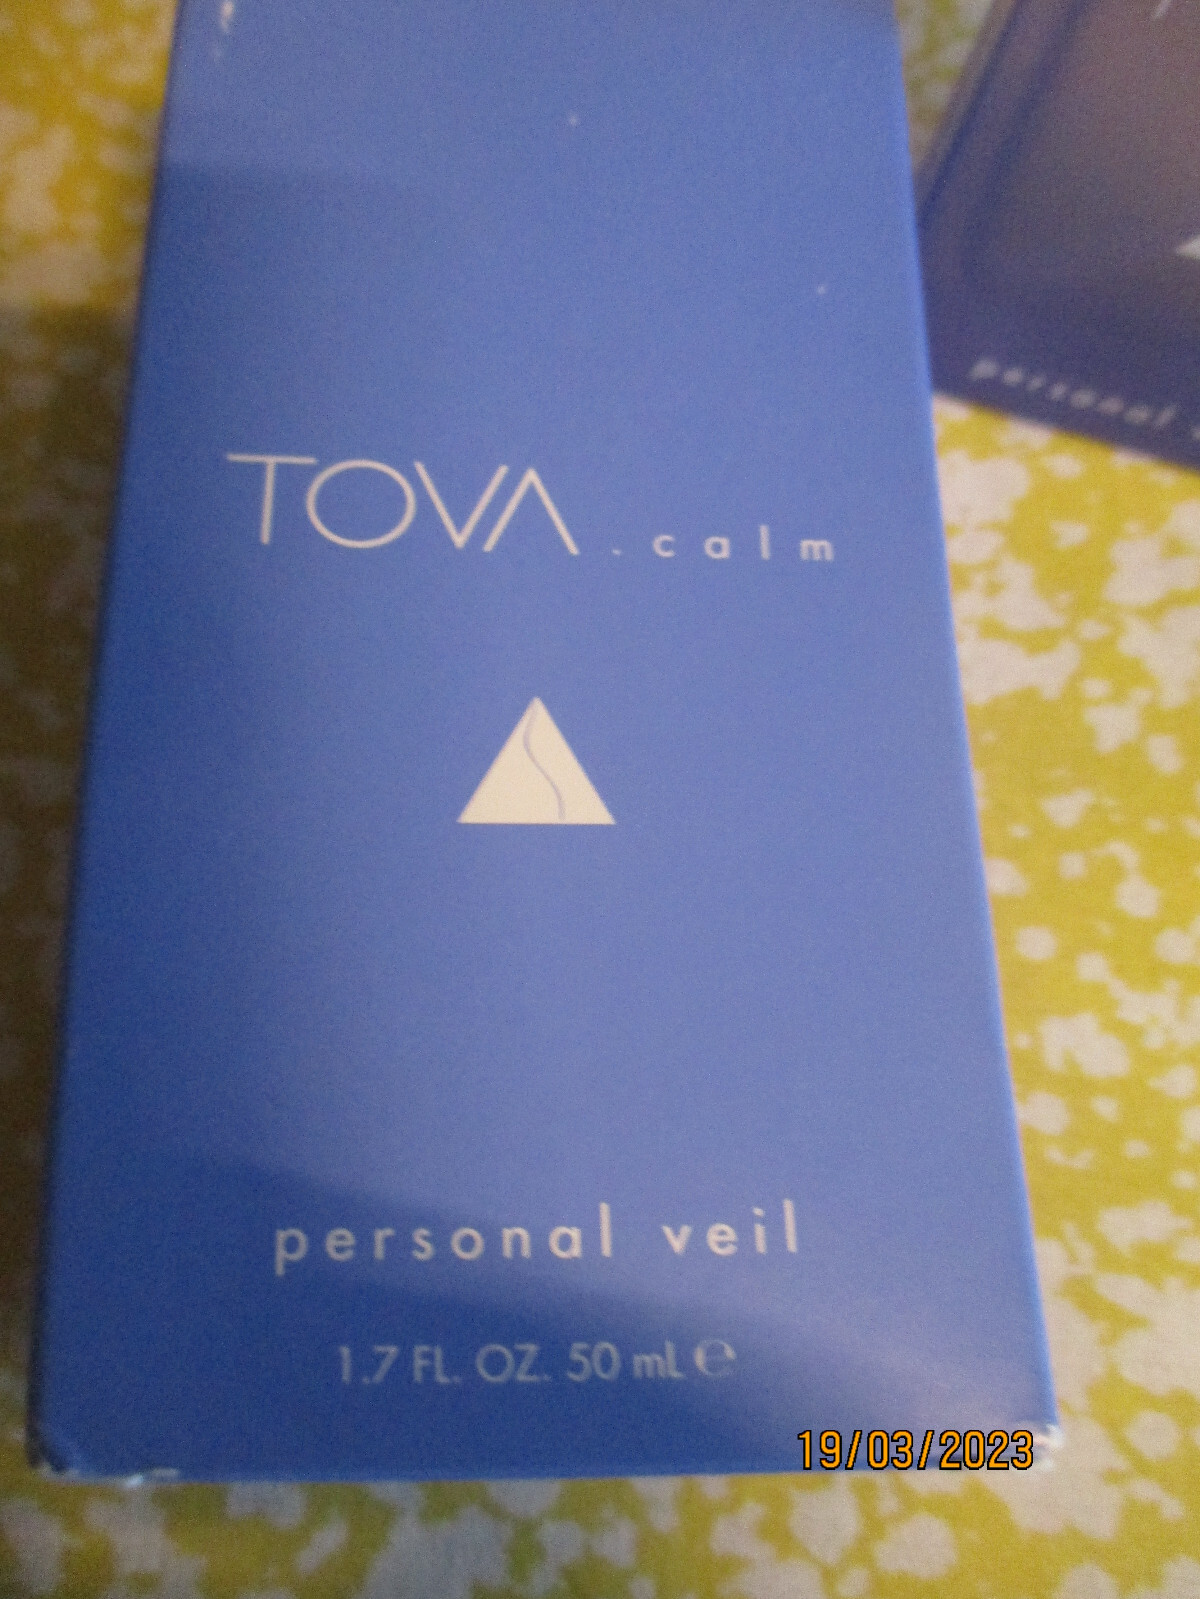 TOVA .calm
personal veil
1.7 FL. OZ. 50 mL ℮
personal
19/03/2023